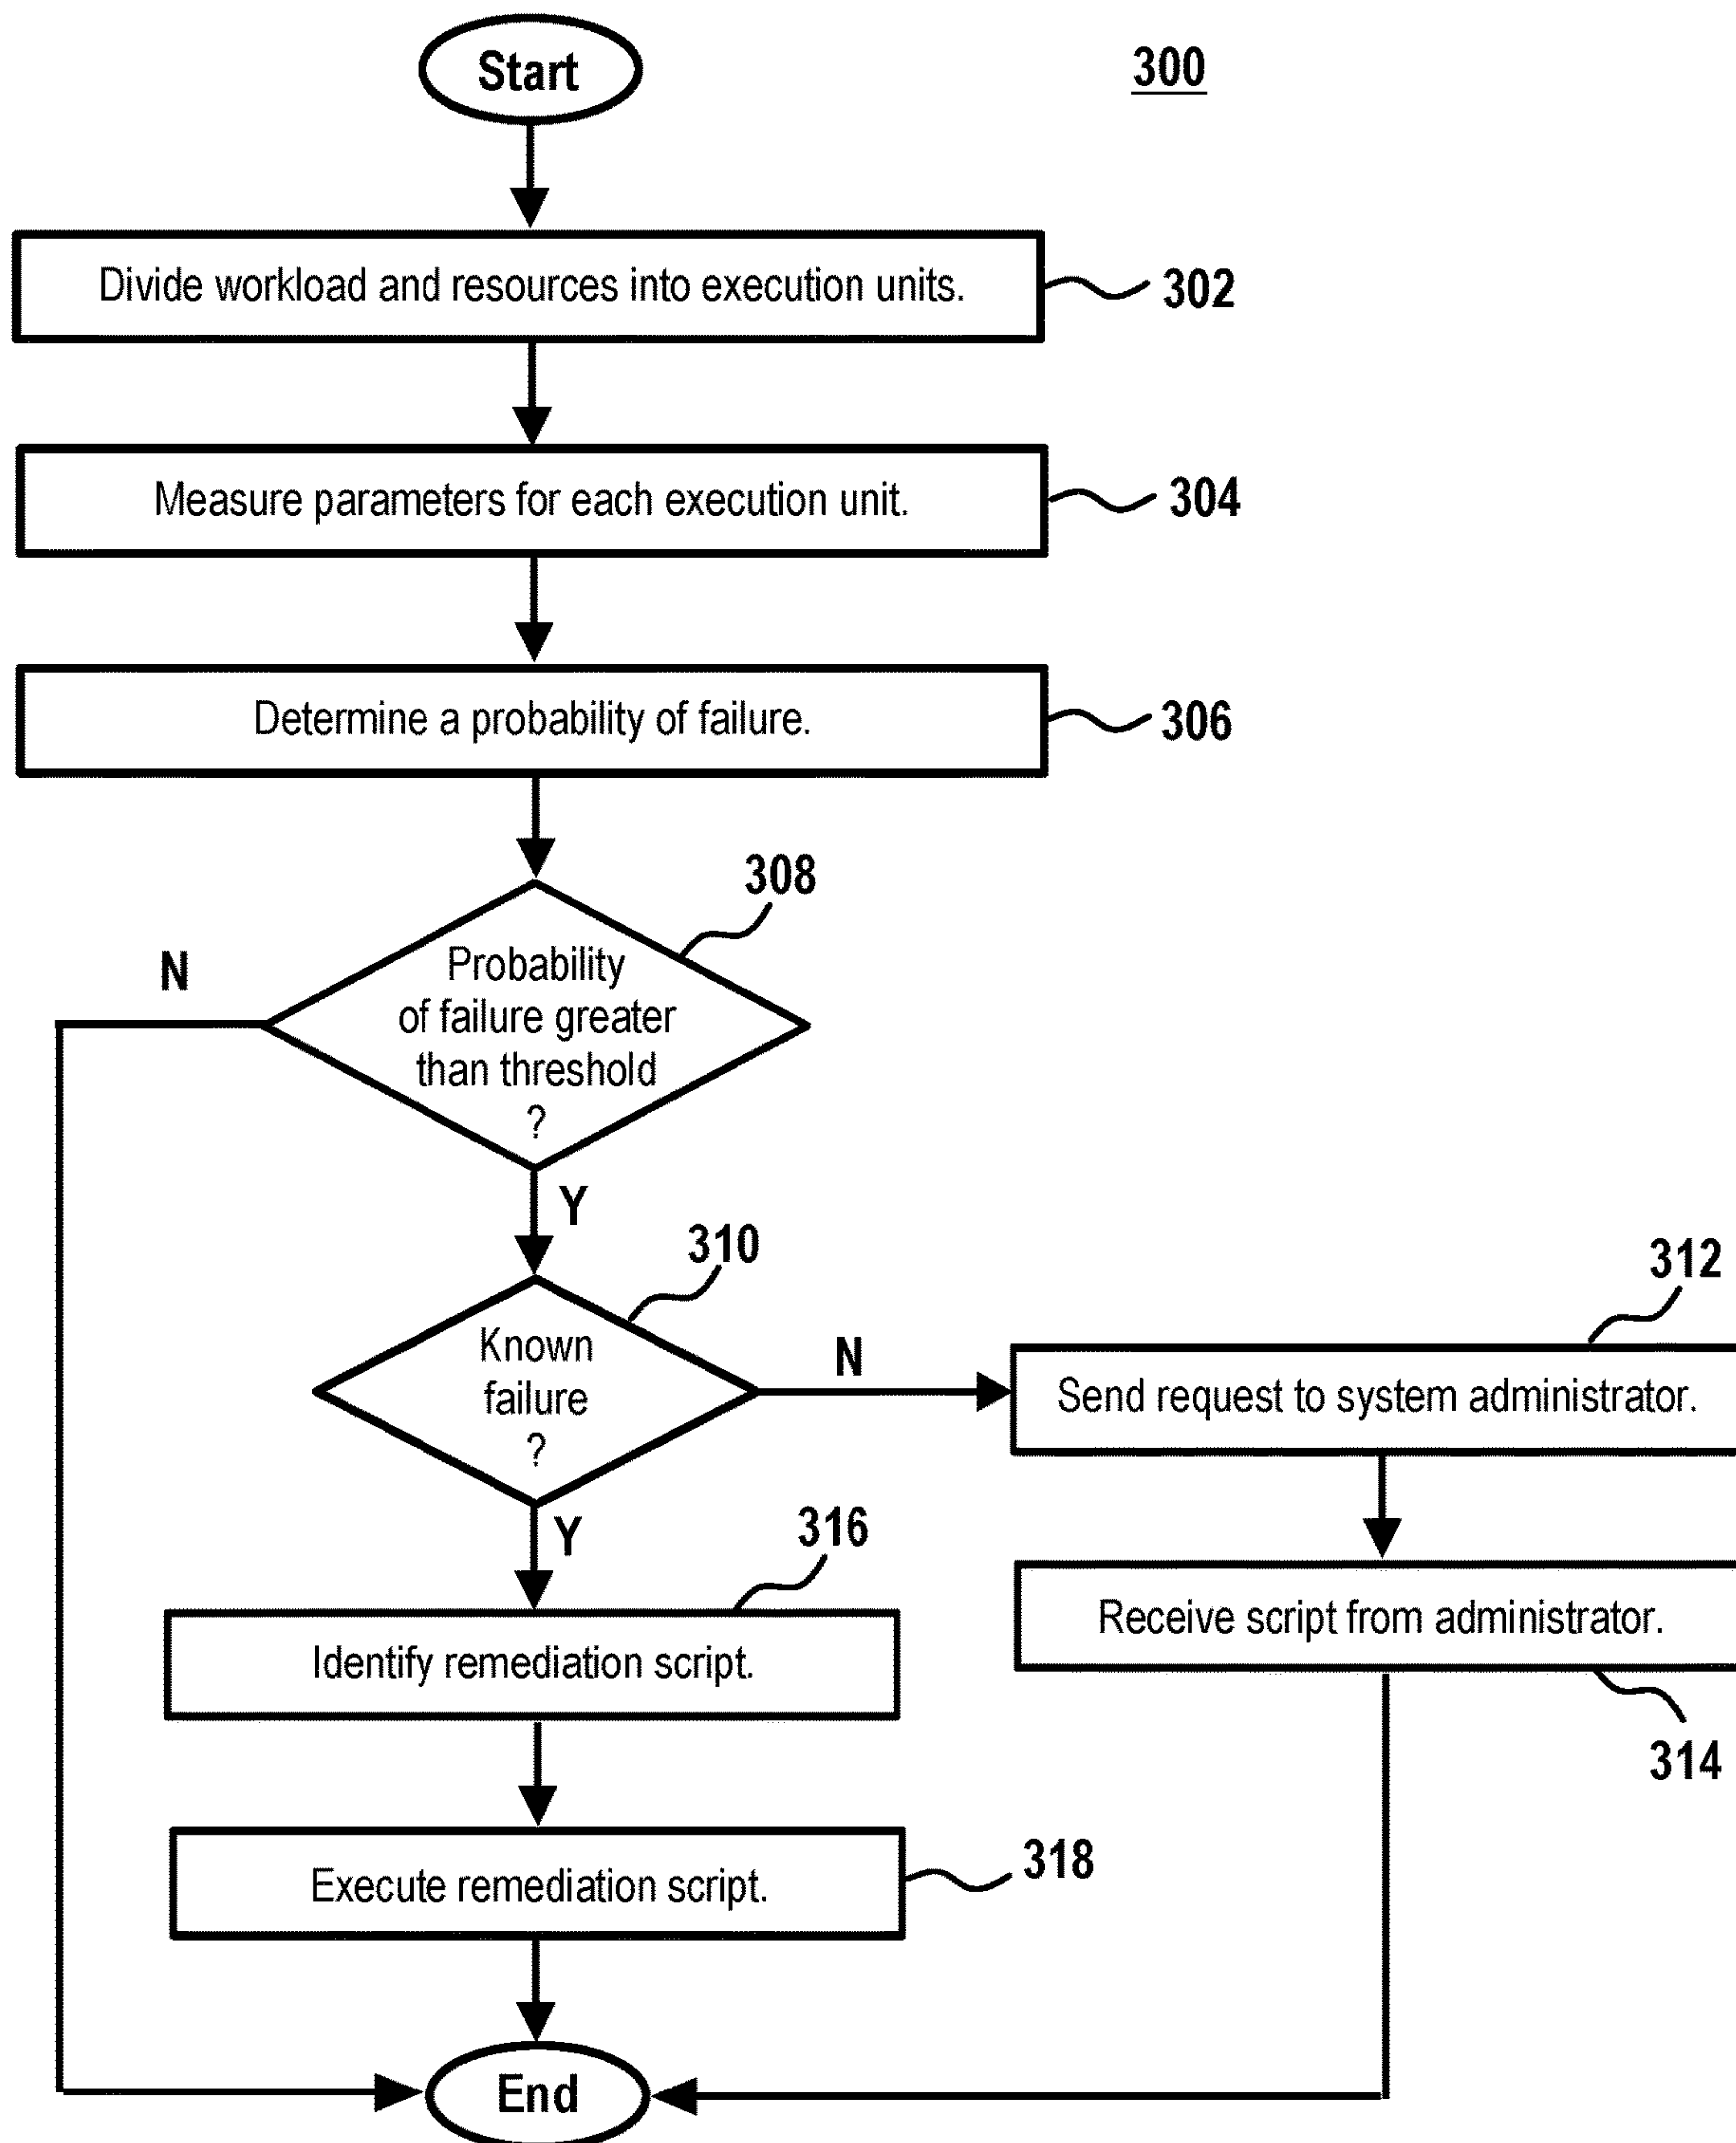 Start
300
Divide workload and resources into execution units.
302
Measure parameters for each execution unit.
304
Determine a probability of failure.
306
308
N
Probability
of failure greater
than threshold
?
Y
310
312
Known
failure
?
N
Send request to system administrator.
Y
316
Receive script from administrator.
Identify remediation script.
314
318
Execute remediation script.
End